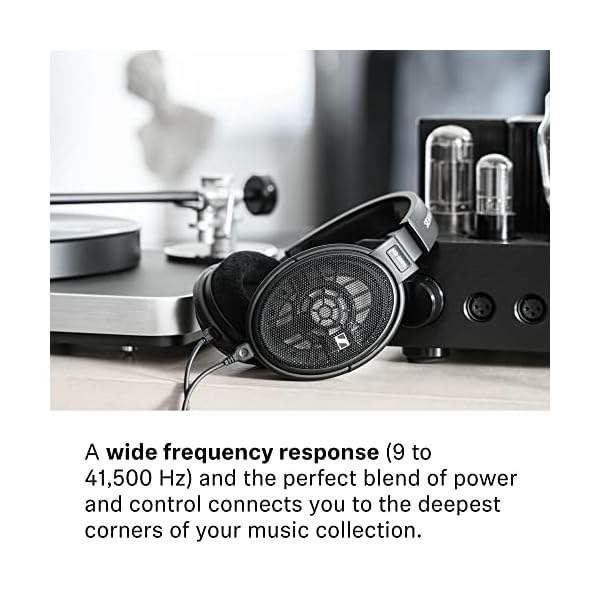 A wide frequency response (9 to
41,500 Hz) and the perfect blend of power
and control connects you to the deepest
corners of your music collection.